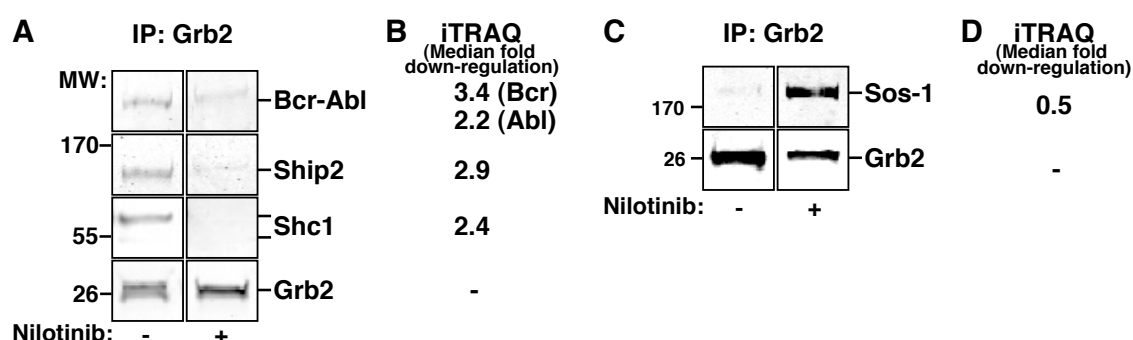 A IP: Grb2
MW:
Bcr-Abl
170
Ship2
Shc1
55
26 Grb2
Nilotinib: - +
B iTRAQ
(Median fold
down-regulation)
3.4 (Bcr)
2.2 (Abl)
2.9
2.4
-
C IP: Grb2
Sos-1
170
26 Grb2
Nilotinib: - +
D iTRAQ
(Median fold
down-regulation)
0.5
-